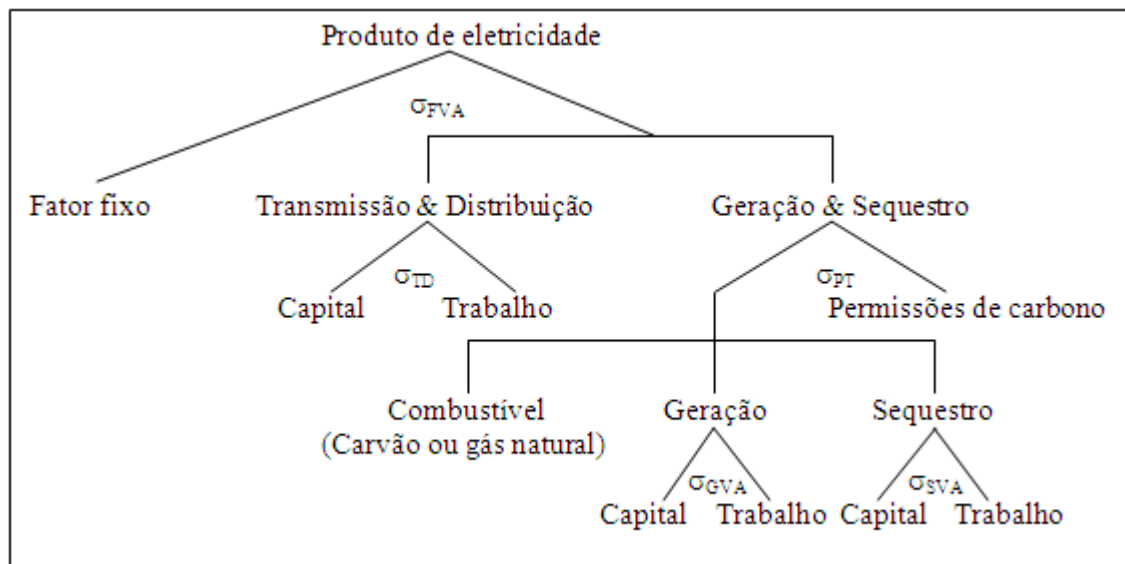 Produto de eletricidade
σFVA
Fator fixo
Transmissão & Distribuição
Geração & Sequestro
σTD
σPT
Capital
Trabalho
Permissões de carbono
Combustível
(Carvão ou gás natural)
Geração
Sequestro
σGVA
σSVA
Capital
Trabalho
Capital
Trabalho